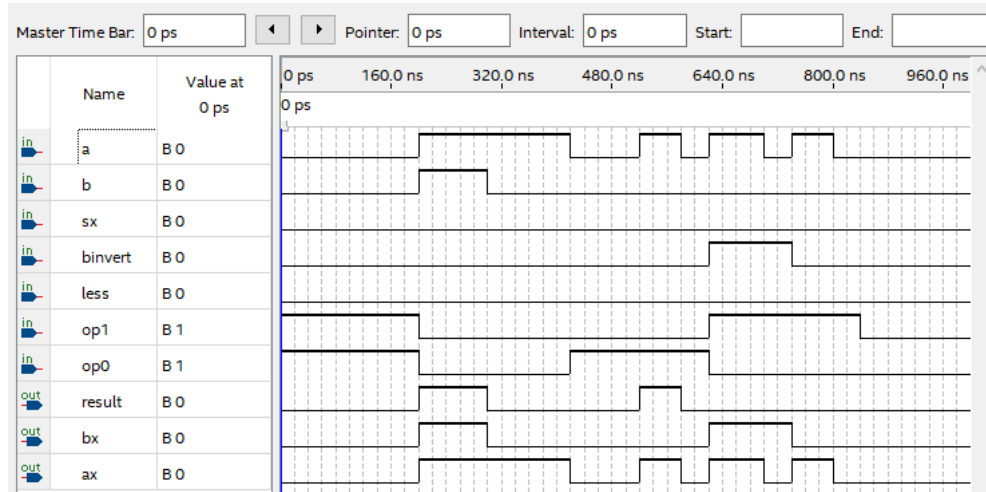 Master Time Bar: 0 ps Pointer: 0 ps Interval: 0 ps Start: End:
Name Value at 0 ps
0 ps 160.0 ns 320.0 ns 480.0 ns 640.0 ns 800.0 ns 960.0 ns
0 ps
in a B 0
in b B 0
in sx B 0
in binvert B 0
in less B 0
in op1 B 1
in op0 B 1
out result B 0
out bx B 0
out ax B 0